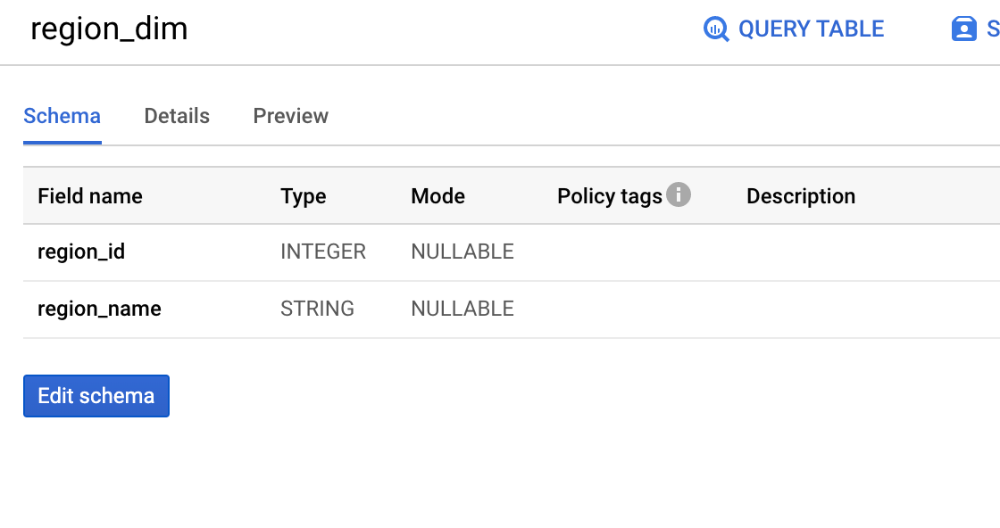 region_dim QUERY TABLE S
Schema Details Preview
Field name Type Mode Policy tags Description
region_id INTEGER NULLABLE
region_name STRING NULLABLE
Edit schema